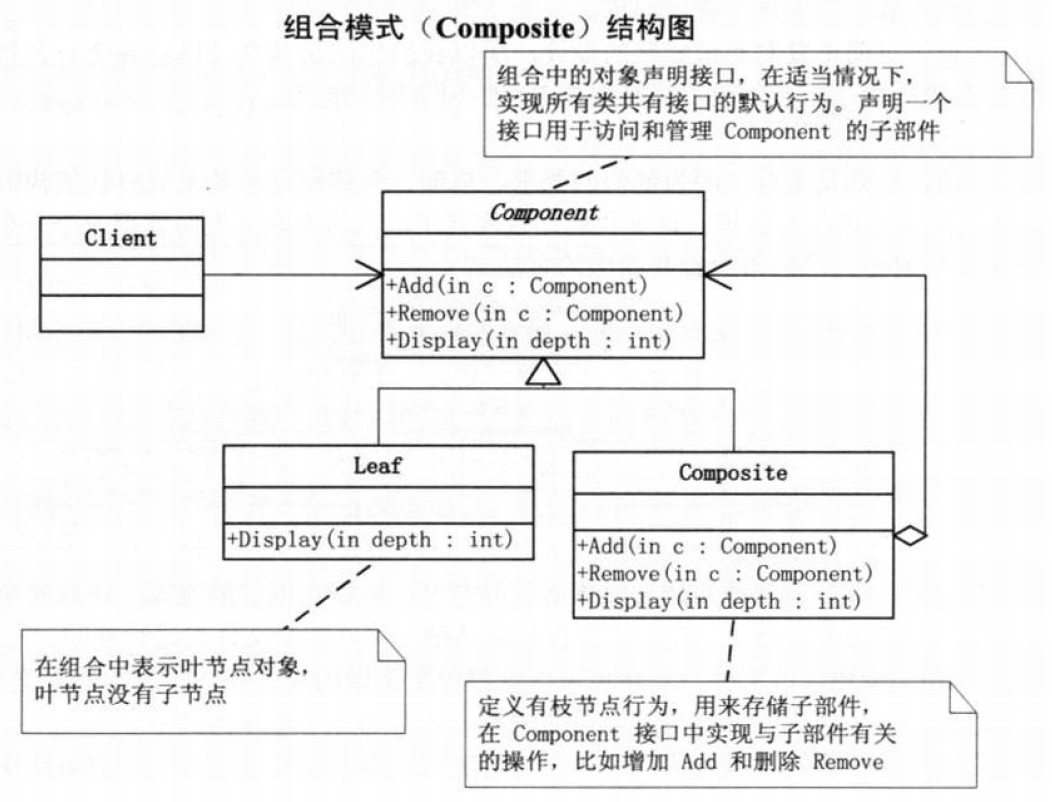 组合模式（Composite）结构图
组合中的对象声明接口，在适当情况下，
实现所有类共有接口的默认行为。声明一个
接口用于访问和管理 Component 的子部件
Client
Component
+Add(in c : Component)
+Remove(in c : Component)
+Display(in depth : int)
Leaf
+Display(in depth : int)
Composite
+Add(in c : Component)
+Remove(in c : Component)
+Display(in depth : int)
在组合中表示叶节点对象，
叶节点没有子节点
定义有枝节点行为，用来存储子部件，
在 Component 接口中实现与子部件有关
的操作，比如增加 Add 和删除 Remove